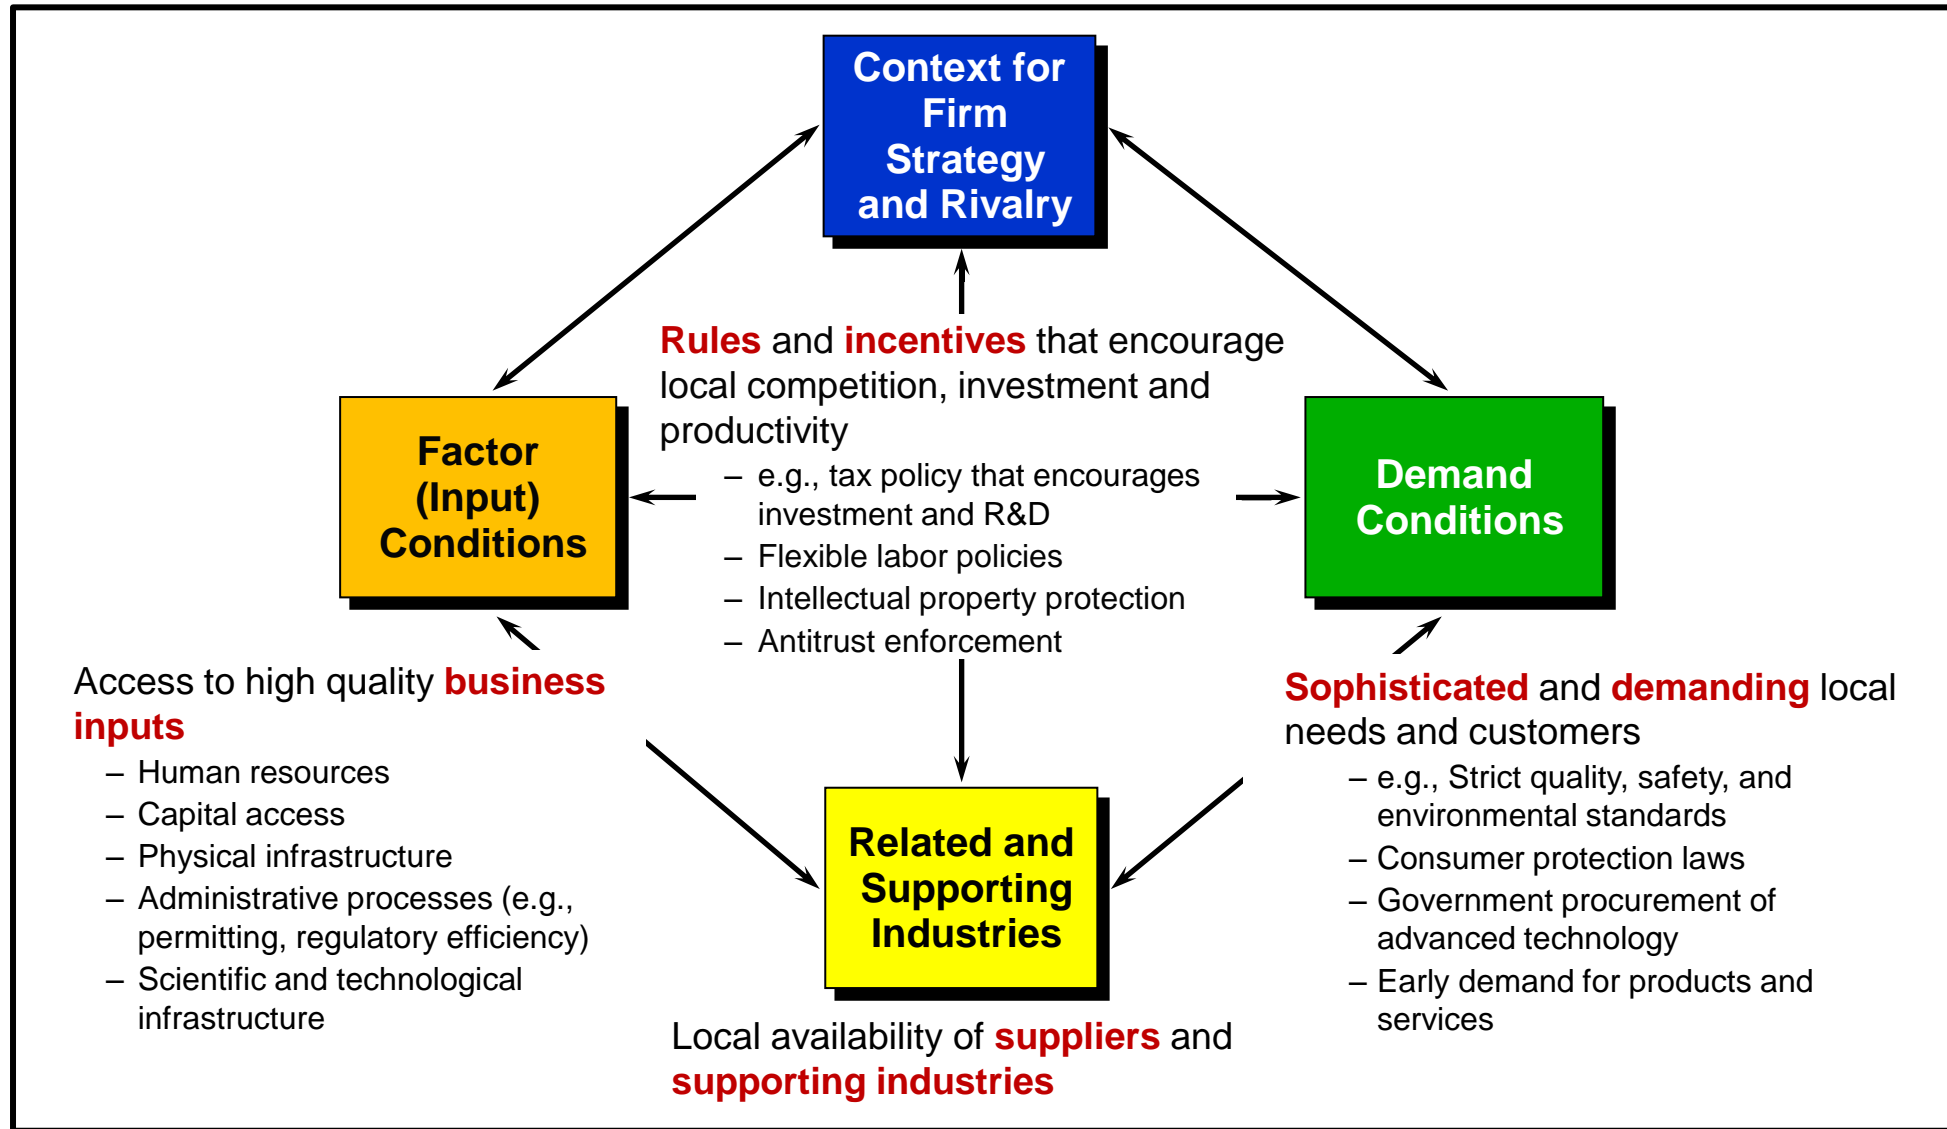 Context for
Firm
Strategy
and Rivalry
Rules and incentives that encourage
local competition, investment and
productivity
– e.g., tax policy that encourages
investment and R&D
– Flexible labor policies
– Intellectual property protection
– Antitrust enforcement
Factor
(Input)
Conditions
Demand
Conditions
Access to high quality business
inputs
– Human resources
– Capital access
– Physical infrastructure
– Administrative processes (e.g.,
permitting, regulatory efficiency)
– Scientific and technological
infrastructure
Sophisticated and demanding local
needs and customers
– e.g., Strict quality, safety, and
environmental standards
– Consumer protection laws
– Government procurement of
advanced technology
– Early demand for products and
services
Related and
Supporting
Industries
Local availability of suppliers and
supporting industries